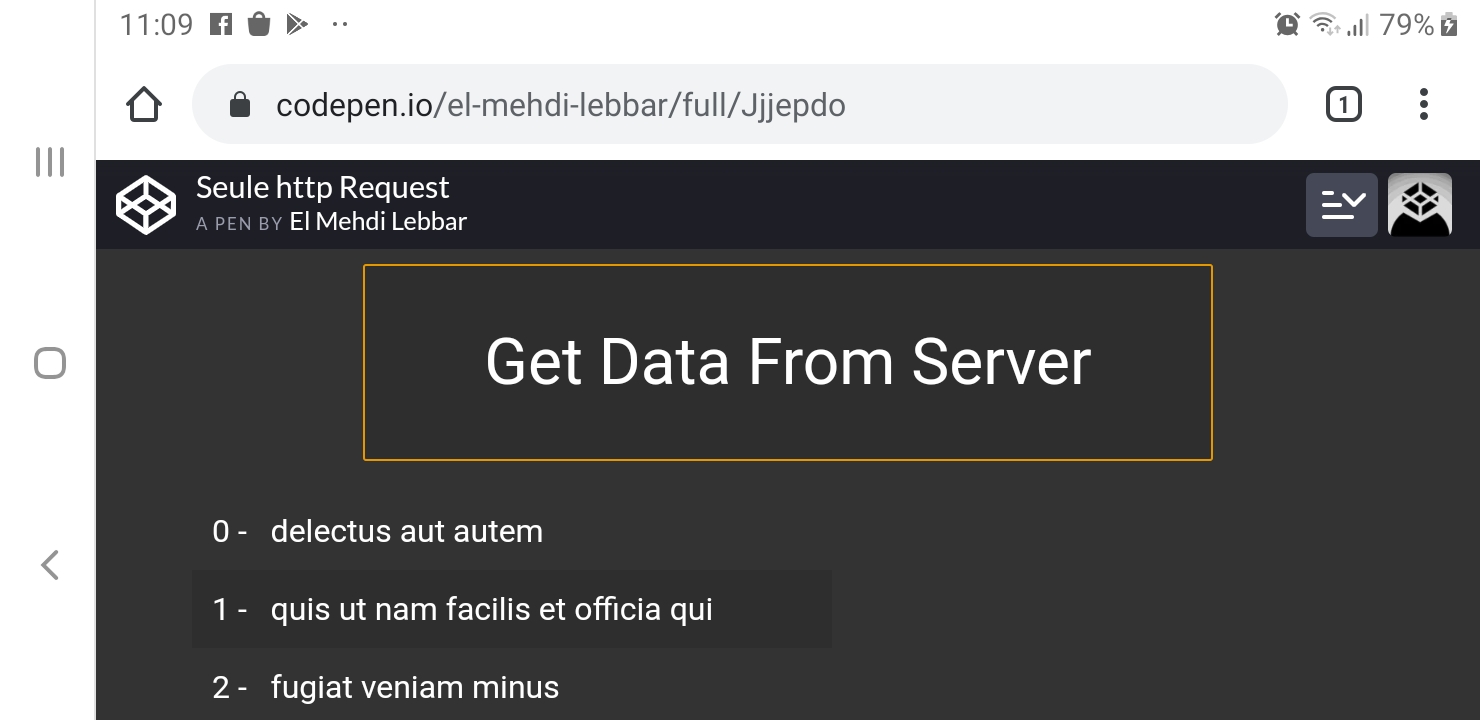 11:09
79%
codepen.io/el-mehdi-lebbar/full/Jjjepdo
1
Seule http Request
A PEN BY El Mehdi Lebbar
Get Data From Server
0 - delectus aut autem
1 - quis ut nam facilis et officia qui
2 - fugiat veniam minus